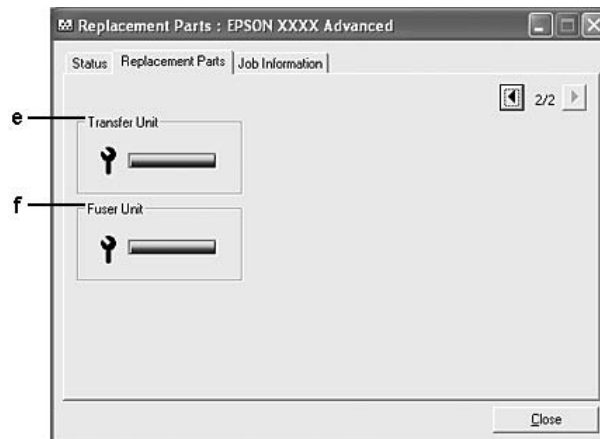 Replacement Parts : EPSON XXXX Advanced
Status Replacement Parts Job Information
2/2
e
Transfer Unit
f
Fuser Unit
Close